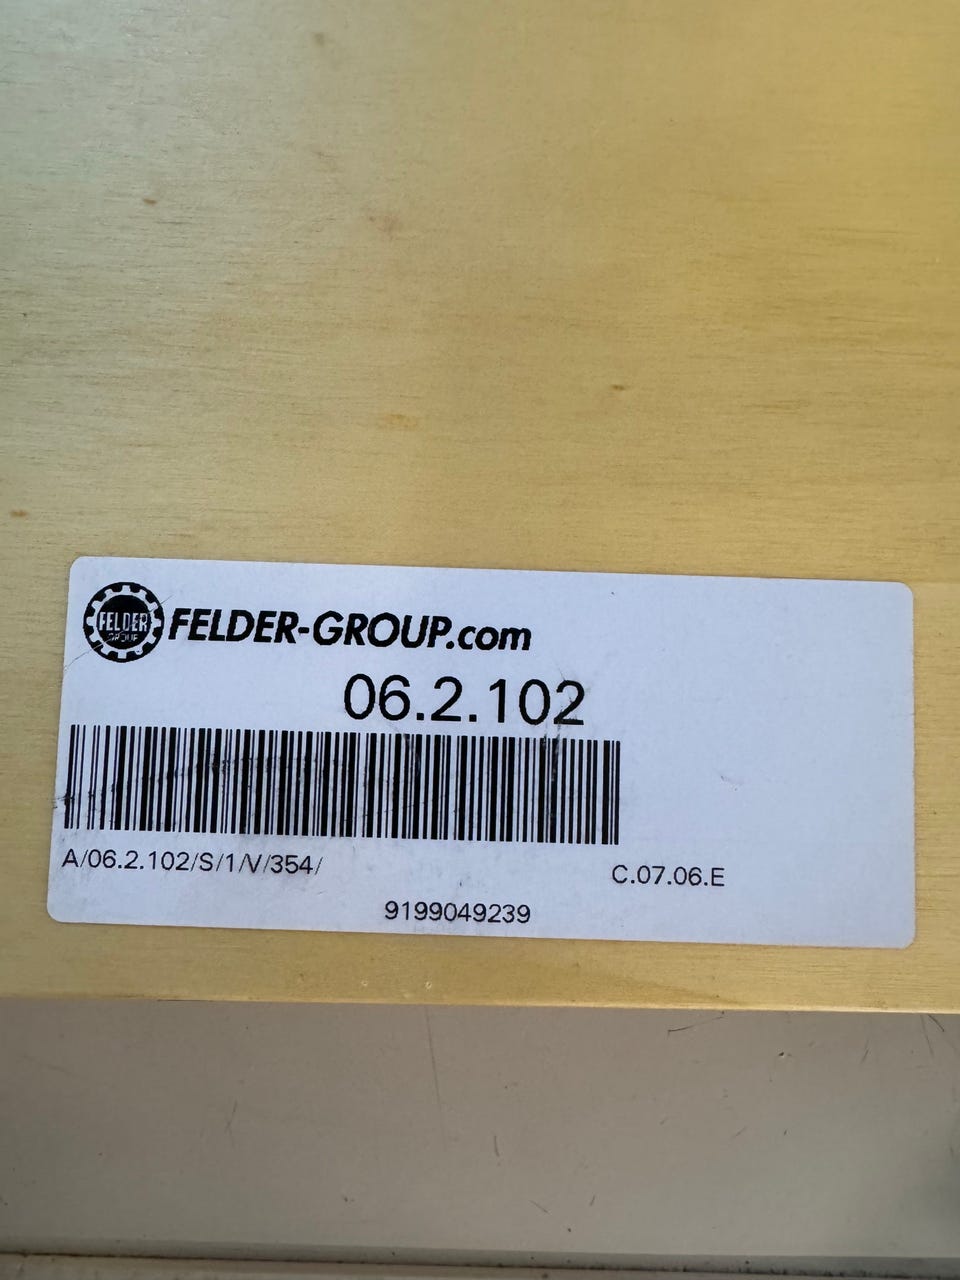 FELDER
GROUP
FELDER-GROUP.com
06.2.102
A/06.2.102/S/1/V/354/
C.07.06.E
9199049239